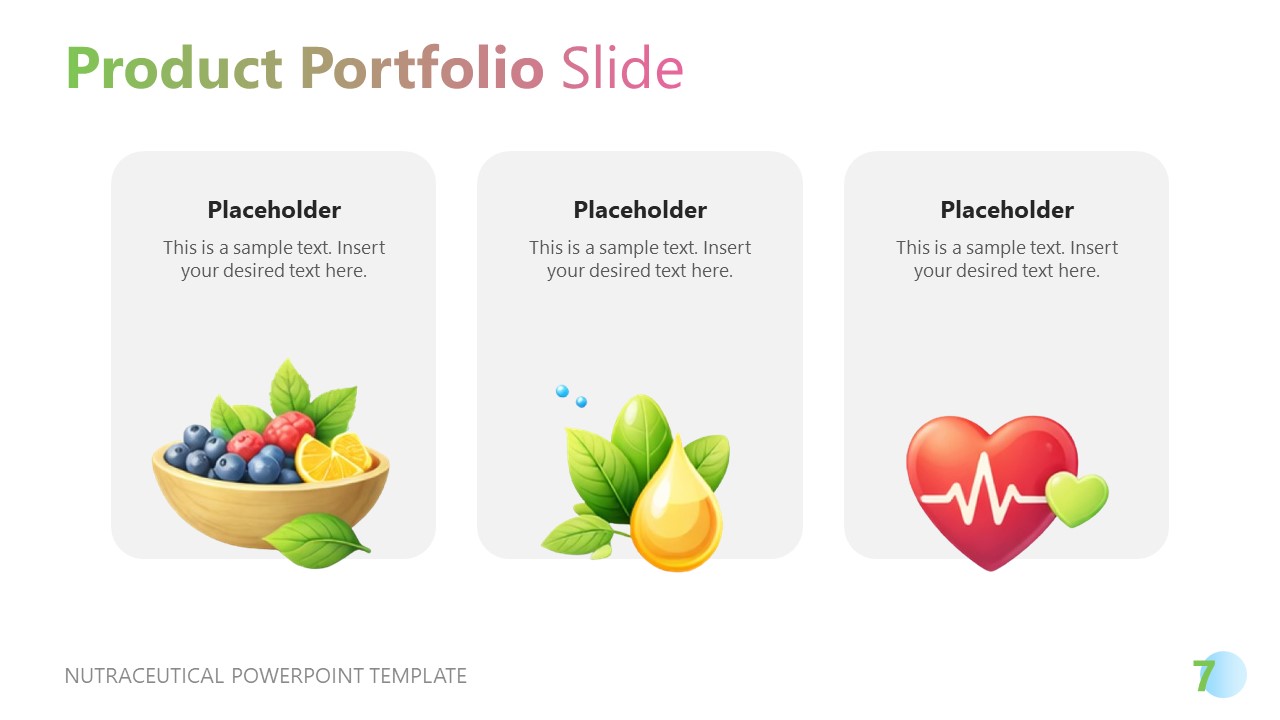 Product Portfolio Slide
Placeholder
This is a sample text. Insert
your desired text here.
Placeholder
This is a sample text. Insert
your desired text here.
Placeholder
This is a sample text. Insert
your desired text here.
NUTRACEUTICAL POWERPOINT TEMPLATE
7